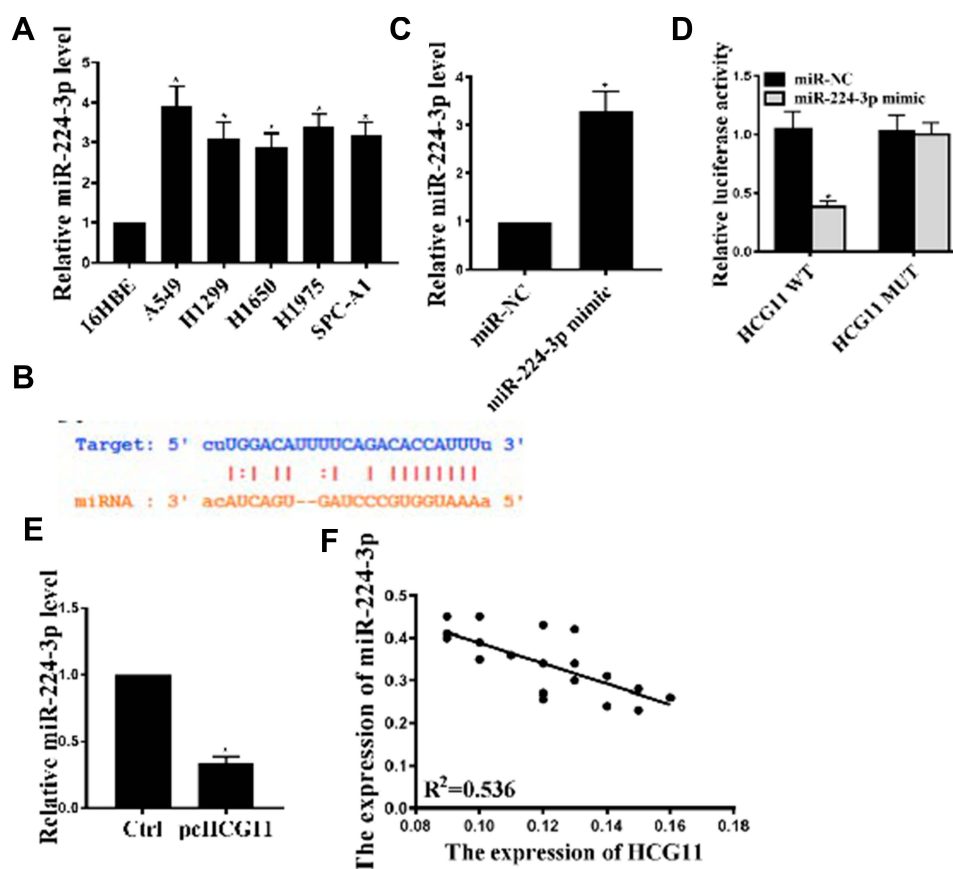 A
Relative miR-224-3p level
5
4
3
2
1
0
16HBE
A549
H1299
H1650
H1975
SPC-A1
C
Relative miR-224-3p level
4
3
2
1
0
miR-NC
miR-224-3p mimic
D
Relative luciferase activity
1.5
1.0
0.5
0.0
miR-NC
miR-224-3p mimic
HCG11 WT
HCG11 MUT
B
Target: 5' cuUGGACAUUUUCAGACACCAUUUu 3'
|:| || :| | ||||||||
miRNA : 3' acAUCAGU--GAUCCCGUGGUAAAa 5'
E
Relative miR-224-3p level
1.5
1.0
0.5
0.0
Ctrl
pcHCG11
F
The expression of miR-224-3p
0.5
0.4
0.3
0.2
0.1
0.0
R²=0.536
0.08 0.10 0.12 0.14 0.16 0.18
The expression of HCG11